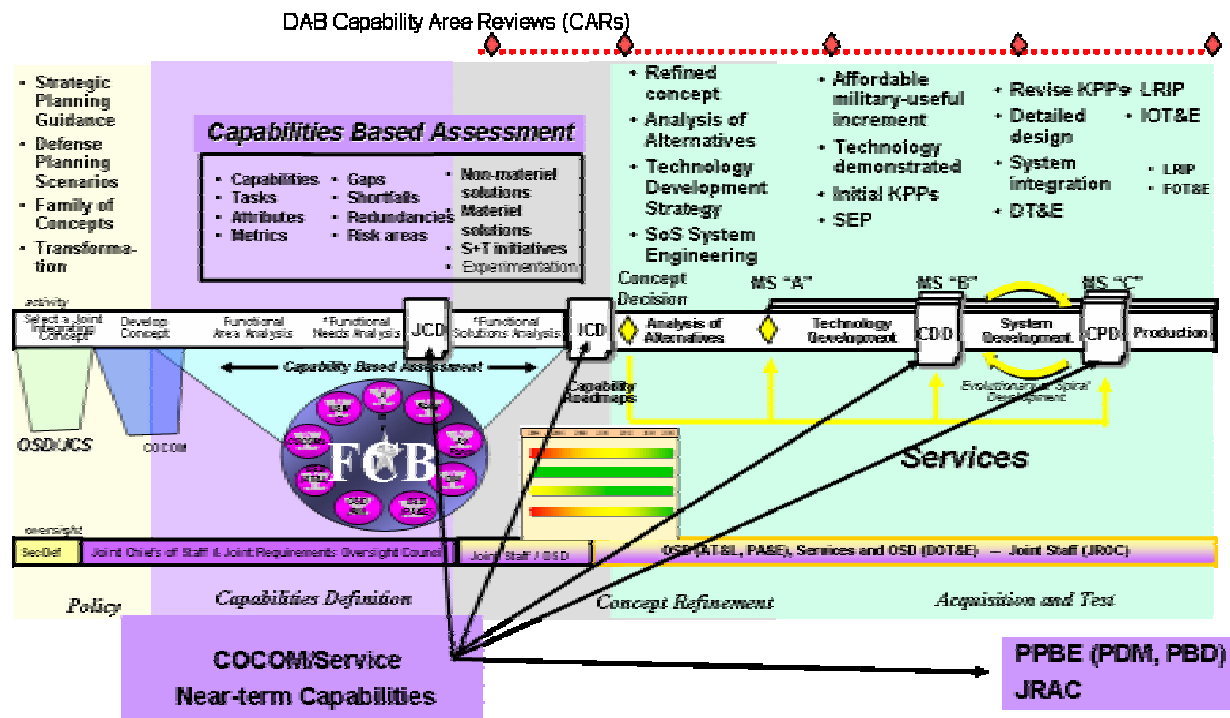 DAB Capability Area Reviews (CARs)
• Strategic
Planning
Guidance
• Defense
Planning
Scenarios
• Family of
Concepts
• Transforma-
tion
Capabilities Based Assessment
• Capabilities
• Tasks
• Attributes
• Metrics
• Gaps
• Shortfalls
• Redundancies
• Risk areas
• Non-materiel
solutions
• Materiel
solutions
• S+T initiatives
• Experimentation
• Refined
concept
• Analysis of
Alternatives
• Technology
Development
Strategy
• SoS System
Engineering
• Affordable
military-useful
increment
• Technology
demonstrated
• Initial KPPs
• SEP
• Revise KPPs
• Detailed
design
• System
integration
• DT&E
• LRIP
• IOT&E
• LRIP
• FOT&E
Concept
Decision
MS "A"
MS "B"
MS "C"
activity
Select a Joint
Integrating
Concept
Develop
Concept
Functional
Area Analysis
*Functional
Needs Analysis
JCD
*Functional
Solutions Analysis
ICD
Analysis of
Alternatives
Technology
Development
CDD
System
Development
CPD
Production
Capability Based Assessment
Capability
Roadmaps
Evolutionary or Spiral
Development
OSD/JCS
COCOM
FCB
Services
oversight
SecDef
Joint Chiefs of Staff & Joint Requirements Oversight Council
Joint Staff / OSD
OSD (AT&L, PA&E), Services and OSD (DOT&E) — Joint Staff (JROC)
Policy
Capabilities Definition
Concept Refinement
Acquisition and Test
COCOM/Service
Near-term Capabilities
PPBE (PDM, PBD)
JRAC